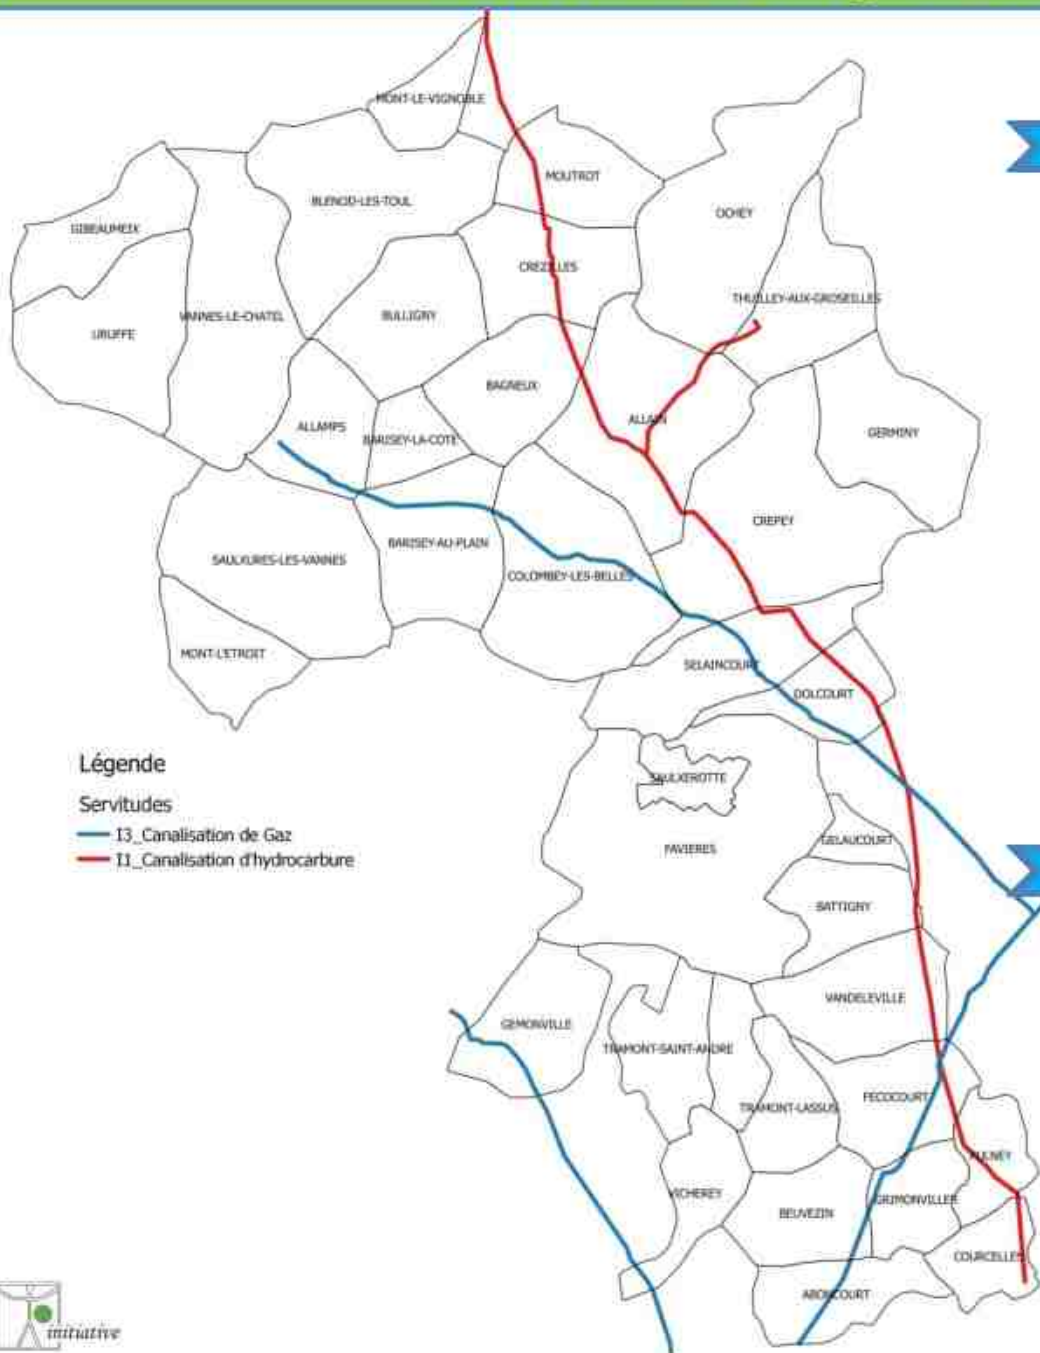 MONT-LE-VIGNOBLE
MOUTROT
BLENOD-LES-TOUL
OCHEY
GIBEAUMEIX
CREZILLES
THUILLEY-AUX-GROSEILLES
VANNES-LE-CHATEL
BULLIGNY
URUFFE
BAGNEUX
ALLAIN
ALLAMPS
BARISEY-LA-COTE
GERMINY
CREPEY
BARISEY-AU-PLAIN
SAULXURES-LES-VANNES
COLOMBEY-LES-BELLES
MONT-L'ETROIT
SELAINCOURT
DOLCOURT
Légende
SAULXEROTTE
Servitudes
I3_Canalisation de Gaz
I1_Canalisation d'hydrocarbure
GELAUCOURT
FAVIERES
BATTIGNY
VANDELEVILLE
GEMONVILLE
TRAMONT-SAINT-ANDRE
FECOCOURT
TRAMONT-LASSUS
PULNEY
VICHEREY
GRIMONVILLER
BEUVEZIN
COURCELLES
ABONCOURT
initiative